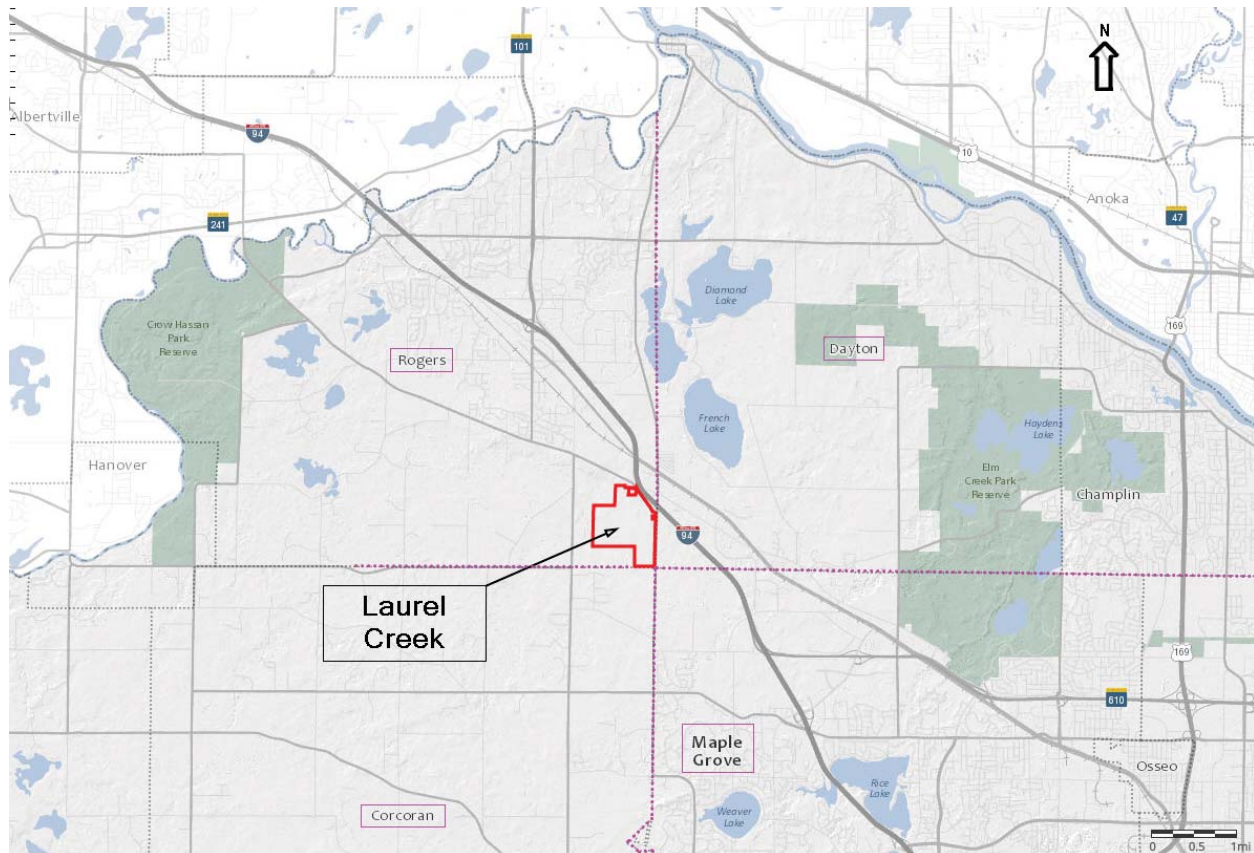 N
101
Albertville
94
10
Anoka
241
47
Diamond
Lake
169
Crow Hassan
Park
Reserve
Rogers
Dayton
French
Lake
Hayden
Lake
Hanover
Elm
Creek Park
Reserve
Champlin
94
Laurel
Creek
169
610
Maple
Grove
Osseo
Rice
Lake
Corcoran
Weaver
Lake
0 0.5 1mi